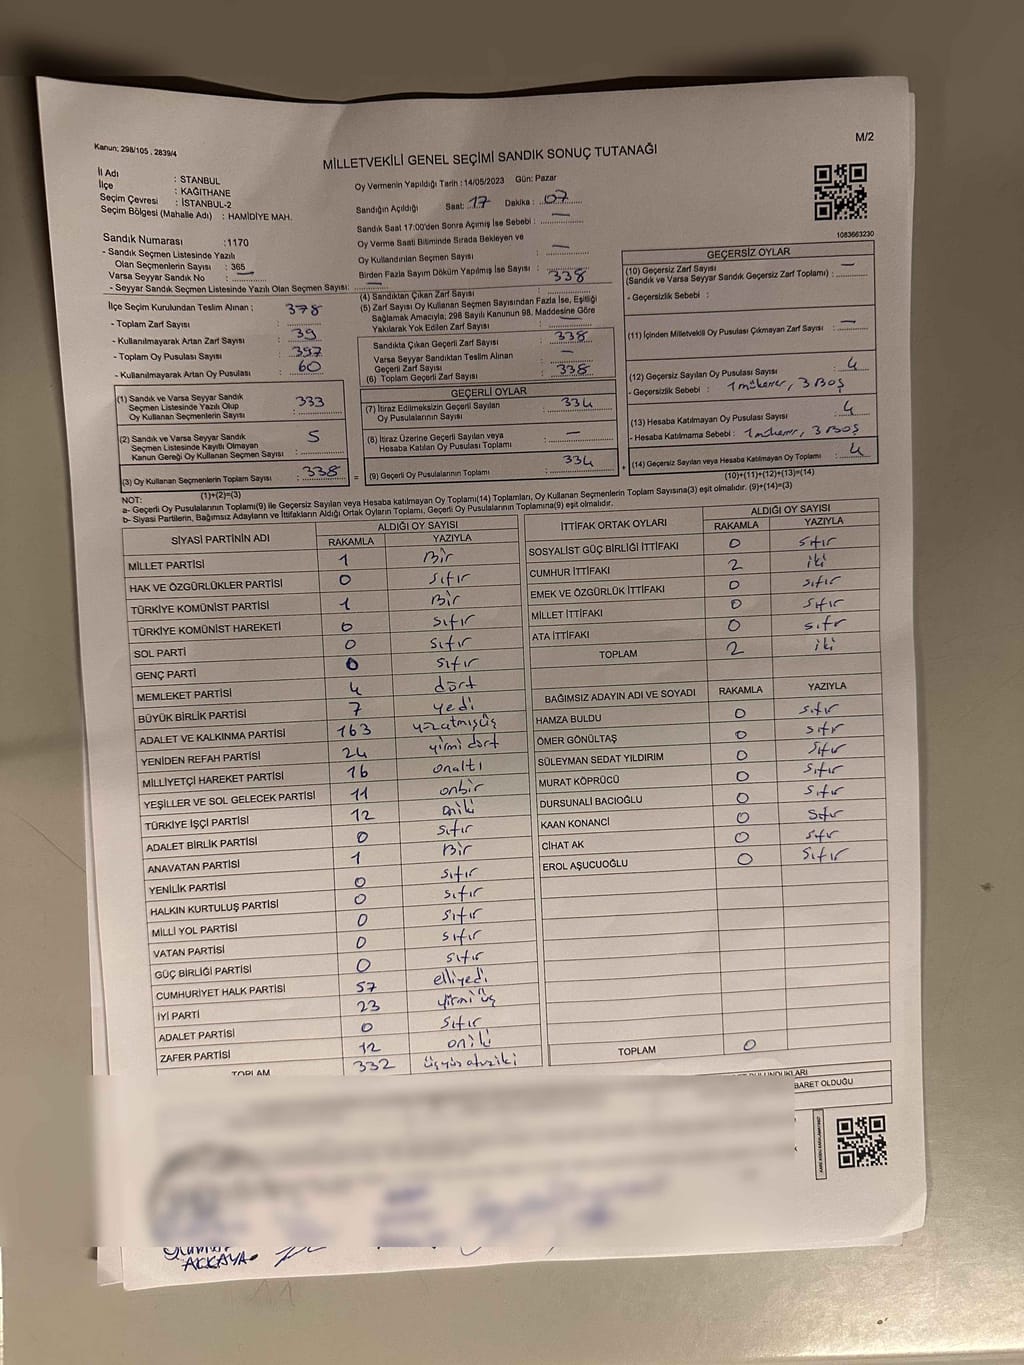 Kanun: 298/105 , 2839/4
M/2
MİLLETVEKİLİ GENEL SEÇİMİ SANDIK SONUÇ TUTANAĞI
İl Adı : İSTANBUL
İlçe : KAĞITHANE
Seçim Çevresi : İSTANBUL-2
Seçim Bölgesi (Mahalle Adı) : HAMİDİYE MAH.
Sandık Numarası :1170
- Sandık Seçmen Listesinde Yazılı
Olan Seçmenlerin Sayısı : 365
Varsa Seyyar Sandık No :
- Seyyar Sandık Seçmen Listesinde Yazılı Olan Seçmen Sayısı: —
Oy Vermenin Yapıldığı Tarih : 14/05/2023 Gün: Pazar
Sandığın Açıldığı Saat: 17 Dakika : 07
Sandık Saat 17:00'den Sonra Açımış İse Sebebi : —
Oy Verme Saati Bitiminde Sırada Bekleyen ve
Oy Kullandırılan Seçmen Sayısı : —
Birden Fazla Sayım Döküm Yapılmış İse Sayısı : —
1083663230
İlçe Seçim Kurulundan Teslim Alınan ;
- Toplam Zarf Sayısı : 378
- Kullanılmayarak Artan Zarf Sayısı : 39
- Toplam Oy Pusulası Sayısı : 397
- Kullanılmayarak Artan Oy Pusulası : 60
(1) Sandık ve Varsa Seyyar Sandık
Seçmen Listesinde Yazılı Olup
Oy Kullanan Seçmenlerin Sayısı : 333
(2) Sandık ve Varsa Seyyar Sandık
Seçmen Listesinde Kayıtlı Olmayan
Kanun Gereği Oy Kullanan Seçmen Sayısı : 5
(3) Oy Kullanan Seçmenlerin Toplam Sayısı : 338
(1)+(2)=(3)
(4) Sandıktan Çıkan Zarf Sayısı : 338
(5) Zarf Sayısı Oy Kullanan Seçmen Sayısından Fazla İse, Eşitliği
Sağlamak Amacıyla; 298 Sayılı Kanunun 98. Maddesine Göre
Yakılarak Yok Edilen Zarf Sayısı : —
Sandıkta Çıkan Geçerli Zarf Sayısı : 338
Varsa Seyyar Sandıktan Teslim Alınan
Geçerli Zarf Sayısı : —
(6) Toplam Geçerli Zarf Sayısı : 338
GEÇERLİ OYLAR
(7) İtiraz Edilmeksizin Geçerli Sayılan
Oy Pusulalarının Sayısı : 334
(8) İtiraz Üzerine Geçerli Sayılan veya
Hesaba Katılan Oy Pusulası Toplamı : —
= (9) Geçerli Oy Pusulalarının Toplamı : 334 +
GEÇERSİZ OYLAR
(10) Geçersiz Zarf Sayısı
(Sandık ve Varsa Seyyar Sandık Geçersiz Zarf Toplamı) : —
- Geçersizlik Sebebi :
(11) İçinden Milletvekili Oy Pusulası Çıkmayan Zarf Sayısı : —
(12) Geçersiz Sayılan Oy Pusulası Sayısı : 4
- Geçersizlik Sebebi : 1 mükerrer, 3 BOŞ
(13) Hesaba Katılmayan Oy Pusulası Sayısı : 4
- Hesaba Katılmama Sebebi : 1 mükerrer, 3 BOŞ
(14) Geçersiz Sayılan veya Hesaba Katılmayan Oy Toplamı : 4
(10)+(11)+(12)+(13)=(14)
NOT:
a- Geçerli Oy Pusulalarının Toplamı(9) ile Geçersiz Sayılan veya Hesaba katılmayan Oy Toplamı(14) Toplamları, Oy Kullanan Seçmenlerin Toplam Sayısına(3) eşit olmalıdır. (9)+(14)=(3)
b- Siyasi Partilerin, Bağımsız Adayların ve İttifakların Aldığı Ortak Oyların Toplamı, Geçerli Oy Pusulalarının Toplamına(9) eşit olmalıdır.
SİYASİ PARTİNİN ADI ALDIĞI OY SAYISI
RAKAMLA YAZIYLA
MİLLET PARTİSİ 1 Bir
HAK VE ÖZGÜRLÜKLER PARTİSİ 0 sıfır
TÜRKİYE KOMÜNİST PARTİSİ 1 Bir
TÜRKİYE KOMÜNİST HAREKETİ 0 sıfır
SOL PARTİ 0 sıfır
GENÇ PARTİ 0 sıfır
MEMLEKET PARTİSİ 4 dört
BÜYÜK BİRLİK PARTİSİ 7 yedi
ADALET VE KALKINMA PARTİSİ 163 yüzatmışüç
YENİDEN REFAH PARTİSİ 24 yirmi dört
MİLLİYETÇİ HAREKET PARTİSİ 16 onaltı
YEŞİLLER VE SOL GELECEK PARTİSİ 11 onbir
TÜRKİYE İŞÇİ PARTİSİ 12 oniki
ADALET BİRLİK PARTİSİ 0 sıfır
ANAVATAN PARTİSİ 1 Bir
YENİLİK PARTİSİ 0 sıfır
HALKIN KURTULUŞ PARTİSİ 0 sıfır
MİLLİ YOL PARTİSİ 0 sıfır
VATAN PARTİSİ 0 sıfır
GÜÇ BİRLİĞİ PARTİSİ 0 sıfır
CUMHURİYET HALK PARTİSİ 57 elliyedi
İYİ PARTİ 23 yirmi üç
ADALET PARTİSİ 0 sıfır
ZAFER PARTİSİ 12 oniki
TOPLAM 332 üçyüzotuziki
İTTİFAK ORTAK OYLARI ALDIĞI OY SAYISI
RAKAMLA YAZIYLA
SOSYALİST GÜÇ BİRLİĞİ İTTİFAKI 0 sıfır
CUMHUR İTTİFAKI 2 iki
EMEK VE ÖZGÜRLÜK İTTİFAKI 0 sıfır
MİLLET İTTİFAKI 0 sıfır
ATA İTTİFAKI 0 sıfr
TOPLAM 2 iki
BAĞIMSIZ ADAYIN ADI VE SOYADI RAKAMLA YAZIYLA
HAMZA BULDU 0 sıfır
ÖMER GÖNÜLTAŞ 0 sıfr
SÜLEYMAN SEDAT YILDIRIM 0 sıfır
MURAT KÖPRÜCÜ 0 sıfır
DURSUNALİ BACIOĞLU 0 sıfır
KAAN KONANCİ 0 sıfır
CİHAT AK 0 sıfır
EROL AŞUCUOĞLU 0 sıfır
TOPLAM 0
BARET OLDUĞU
AKKAYA